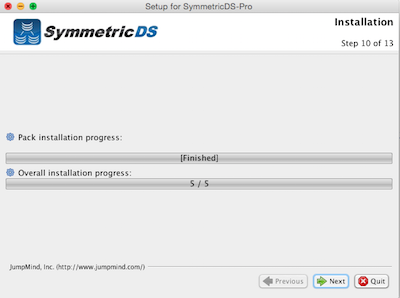 Setup for SymmetricDS-Pro
SymmetricDS
Installation
Step 10 of 13
Pack installation progress:
[Finished]
Overall installation progress:
5 / 5
JumpMind, Inc. (http://www.jumpmind.com/)
Previous
Next
Quit